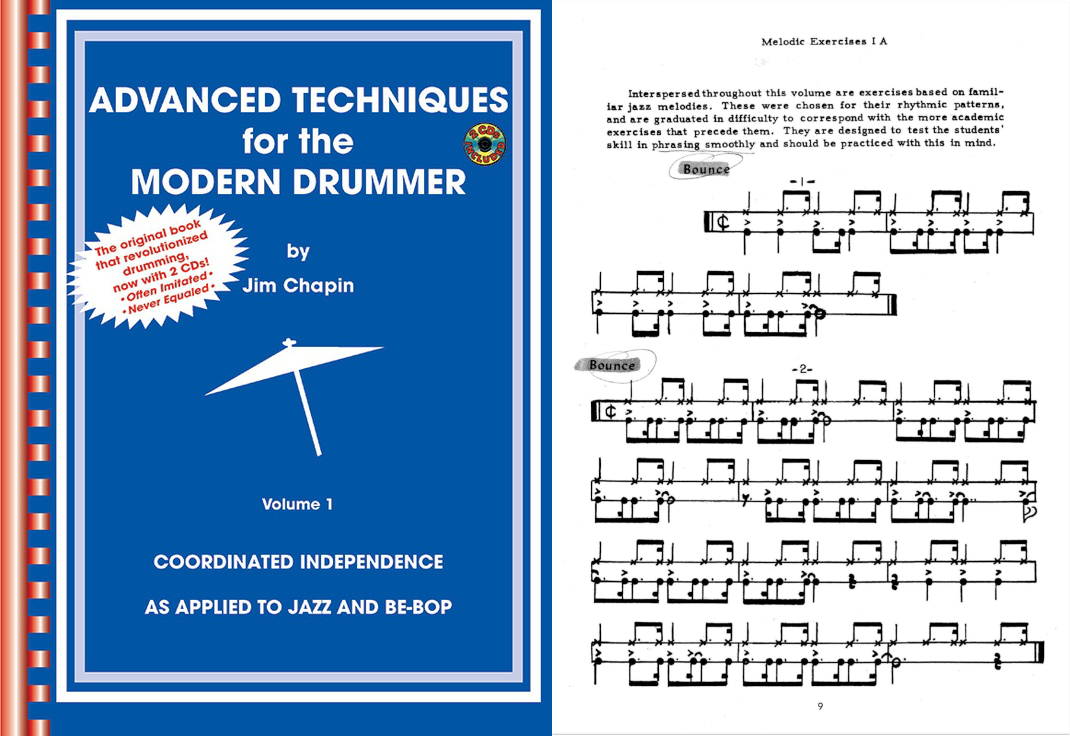 ADVANCED TECHNIQUES
for the
2 CDs
INCLUDED
MODERN DRUMMER
The original book
that revolutionized
drumming,
now with 2 CDs!
• Often Imitated •
• Never Equaled •
by
Jim Chapin
Volume 1
COORDINATED INDEPENDENCE
AS APPLIED TO JAZZ AND BE-BOP
Melodic Exercises I A
Interspersed throughout this volume are exercises based on famil-
iar jazz melodies. These were chosen for their rhythmic patterns,
and are graduated in difficulty to correspond with the more academic
exercises that precede them. They are designed to test the students'
skill in phrasing smoothly and should be practiced with this in mind.
Bounce
-1-
Bounce
-2-
9